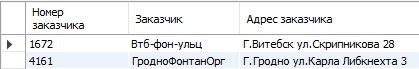 Номер заказчика Заказчик Адрес заказчика
1672 Втб-фон-ульц Г.Витебск ул.Скрипникова 28
4161 ГродноФонтанОрг Г.Гродно ул.Карла Либкнехта 3